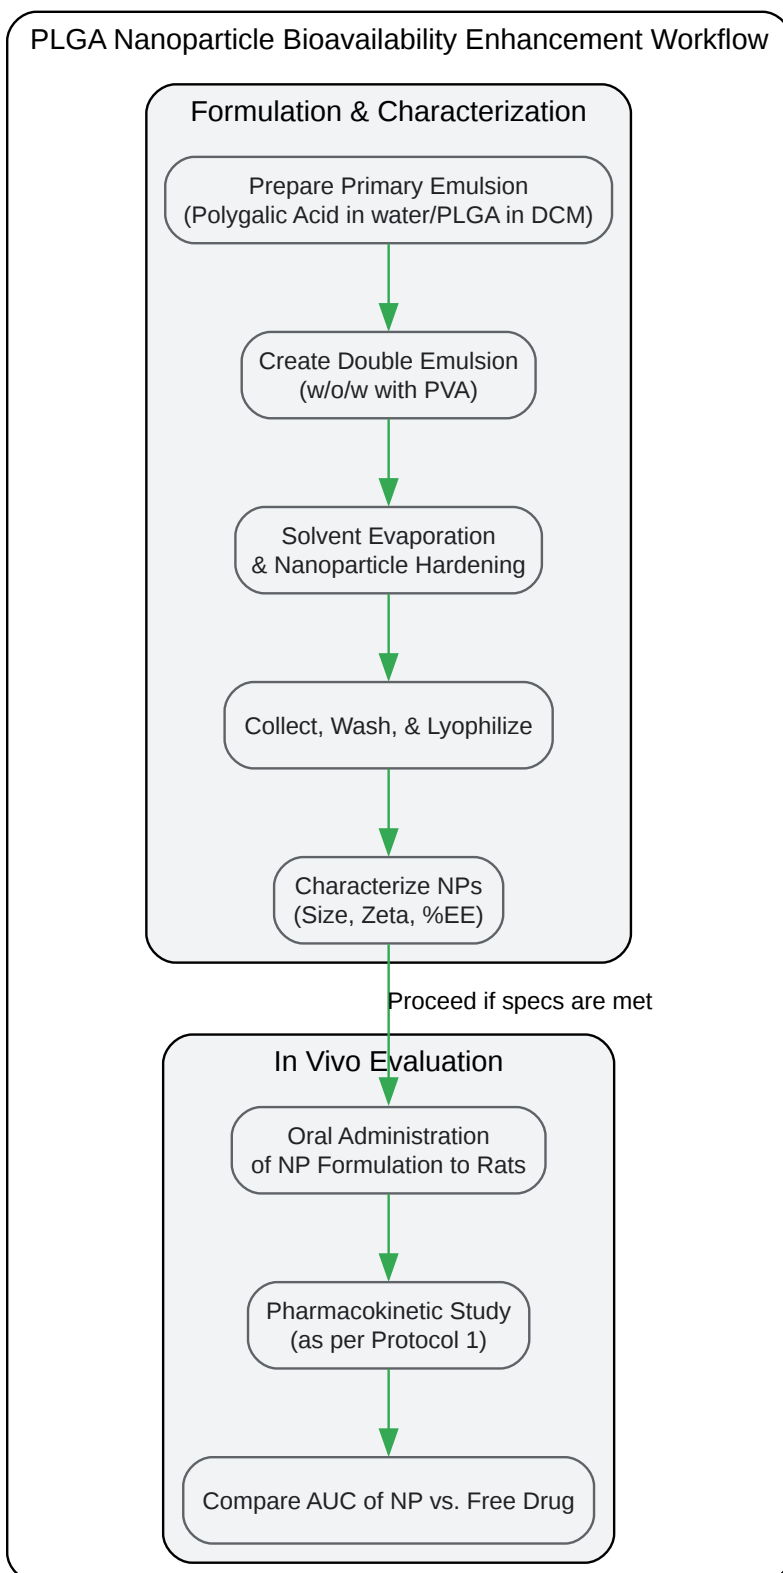 PLGA Nanoparticle Bioavailability Enhancement Workflow
Formulation & Characterization
Prepare Primary Emulsion
(Polygalic Acid in water/PLGA in DCM)
Create Double Emulsion
(w/o/w with PVA)
Solvent Evaporation
& Nanoparticle Hardening
Collect, Wash, & Lyophilize
Characterize NPs
(Size, Zeta, %EE)
Proceed if specs are met
In Vivo Evaluation
Oral Administration
of NP Formulation to Rats
Pharmacokinetic Study
(as per Protocol 1)
Compare AUC of NP vs. Free Drug